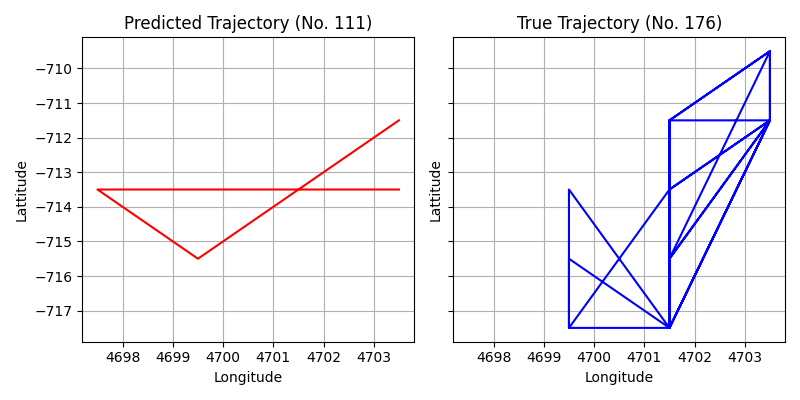 Predicted Trajectory (No. 111)
True Trajectory (No. 176)
−710
−711
−712
−713
−714
−715
−716
−717
Lattitude
Lattitude
4698 4699 4700 4701 4702 4703
4698 4699 4700 4701 4702 4703
Longitude
Longitude